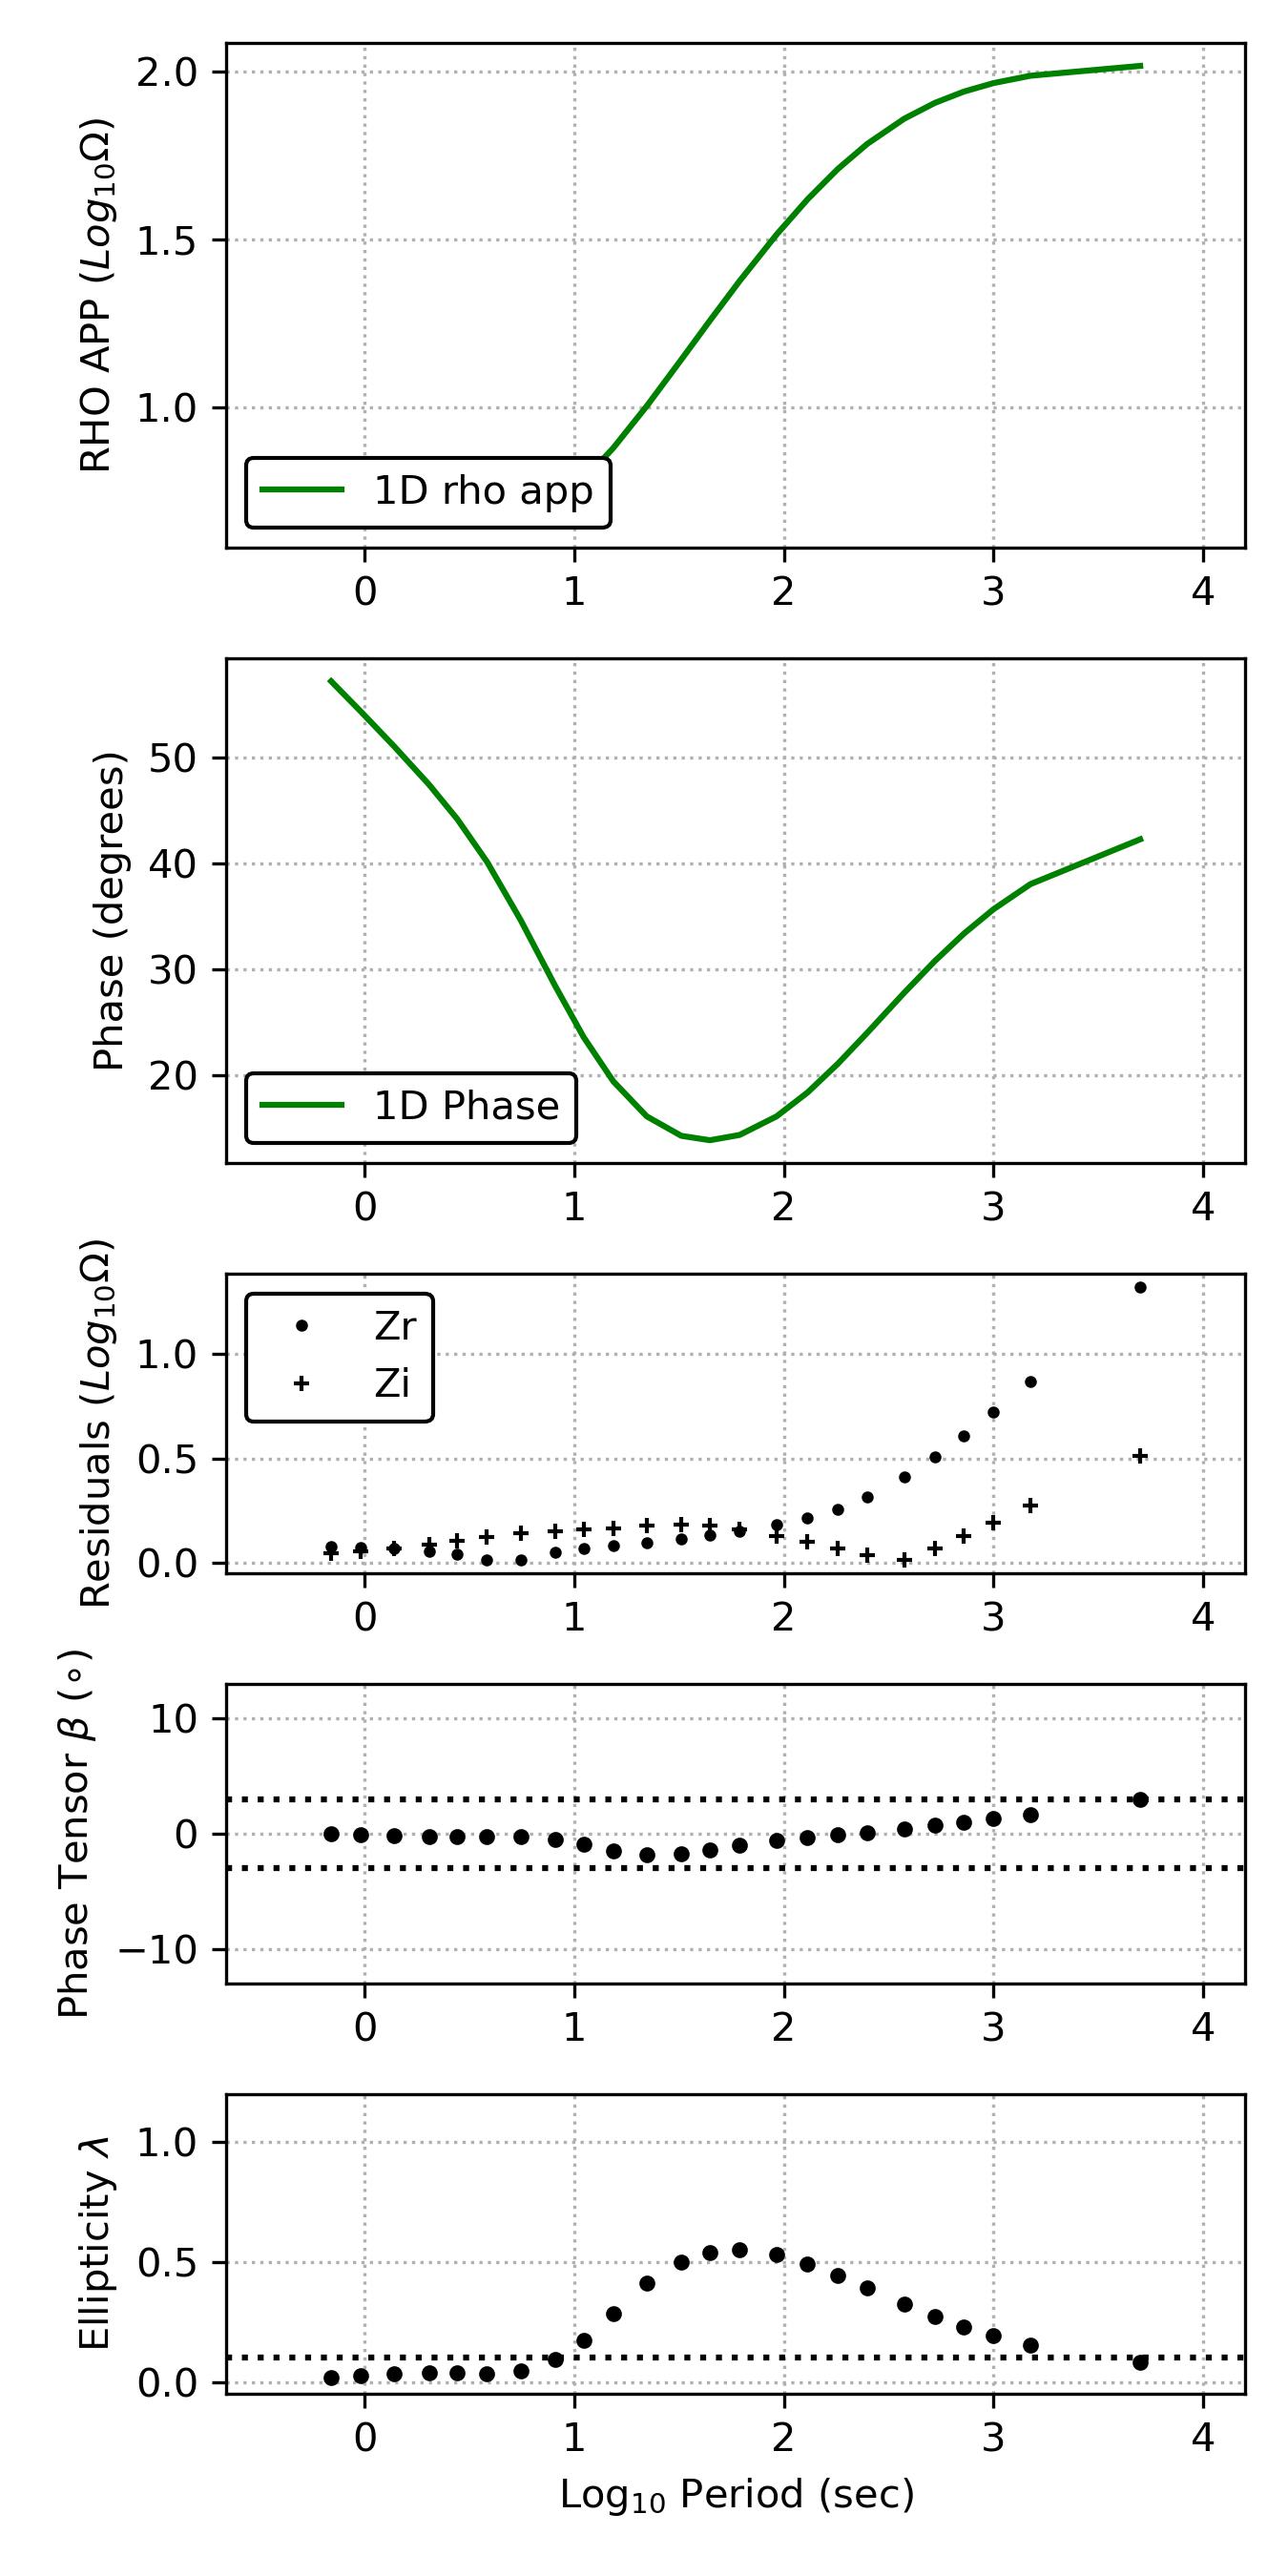 RHO APP (Log₁₀Ω)
2.0
1.5
1.0
1D rho app
0 1 2 3 4
Phase (degrees)
50
40
30
20
1D Phase
0 1 2 3 4
Residuals (Log₁₀Ω)
1.0
0.5
0.0
Zr
Zi
0 1 2 3 4
Phase Tensor β (∘)
10
0
−10
0 1 2 3 4
Ellipticity λ
1.0
0.5
0.0
0 1 2 3 4
Log₁₀ Period (sec)